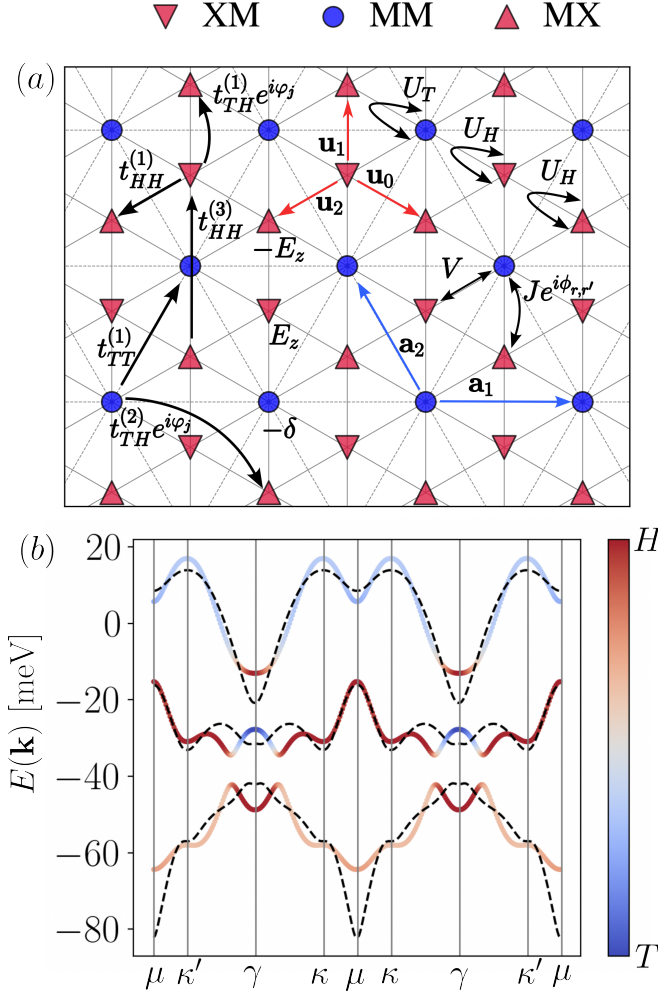 XM MM MX
(a)
t_{TH}^{(1)}e^{iφ_j}
U_T
t_{HH}^{(1)}
u_1
U_H
u_2
u_0
U_H
t_{HH}^{(3)}
-E_z
V
Je^{iϕ_{r,r'}}
t_{TT}^{(1)}
E_z
a_2
a_1
t_{TH}^{(2)}e^{iφ_j}
-δ
(b)
H
20
0
-20
-40
-60
-80
E(k) [meV]
T
μ κ' γ κ μ κ γ κ' μ